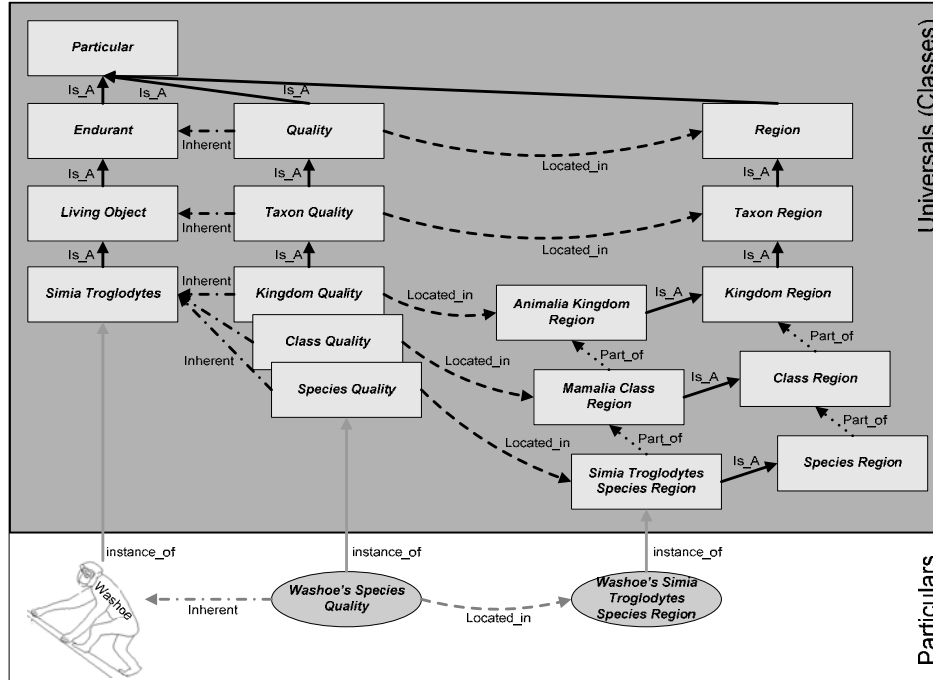 Particular
Is_A
Is_A
Is_A
Endurant
Quality
Region
Inherent
Located_in
Is_A
Is_A
Is_A
Living Object
Taxon Quality
Taxon Region
Inherent
Located_in
Is_A
Is_A
Is_A
Simia Troglodytes
Inherent
Kingdom Quality
Located_in
Animalia Kingdom
Region
Is_A
Kingdom Region
Class Quality
Inherent
Located_in
Part_of
Part_of
Species Quality
Mamalia Class
Region
Is_A
Class Region
Located_in
Part_of
Part_of
Simia Troglodytes
Species Region
Is_A
Species Region
Universals (Classes)
instance_of
instance_of
instance_of
Washoe
Inherent
Washoe's Species
Quality
Located_in
Washoe's Simia
Troglodytes
Species Region
Particulars